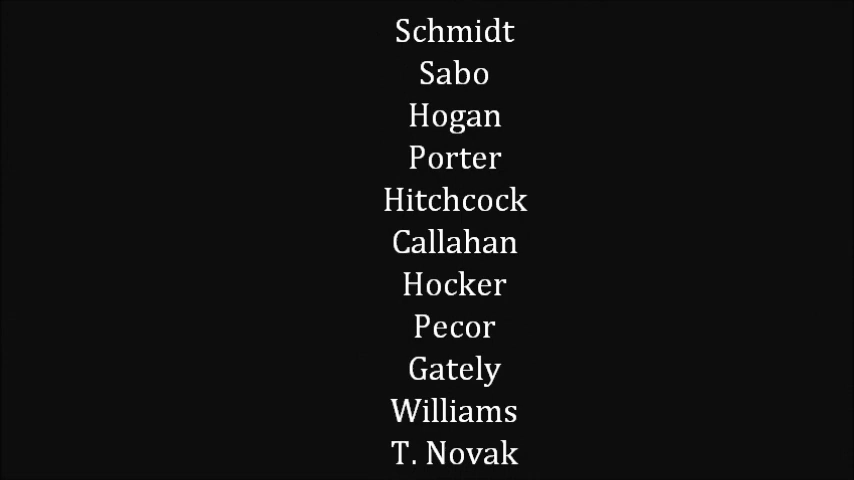 Schmidt
Sabo
Hogan
Porter
Hitchcock
Callahan
Hocker
Pecor
Gately
Williams
T. Novak